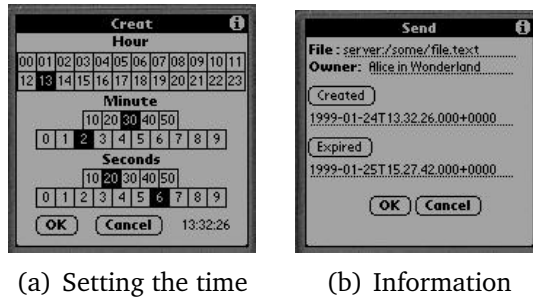 Creat i
Hour
00 01 02 03 04 05 06 07 08 09 10 11
12 13 14 15 16 17 18 19 20 21 22 23
Minute
10 20 30 40 50
0 1 2 3 4 5 6 7 8 9
Seconds
10 20 30 40 50
0 1 2 3 4 5 6 7 8 9
OK Cancel 13:32:26
(a) Setting the time
Send i
File : server:/some/file.text
Owner: Alice in Wonderland
Created
1999-01-24T13.32.26.000+0000
Expired
1999-01-25T15.27.42.000+0000
OK Cancel
(b) Information